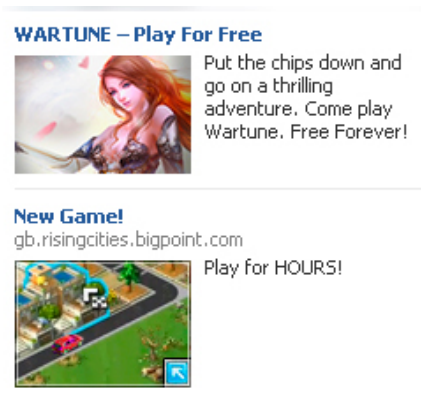 WARTUNE – Play For Free
Put the chips down and
go on a thrilling
adventure. Come play
Wartune. Free Forever!
New Game!
gb.risingcities.bigpoint.com
Play for HOURS!